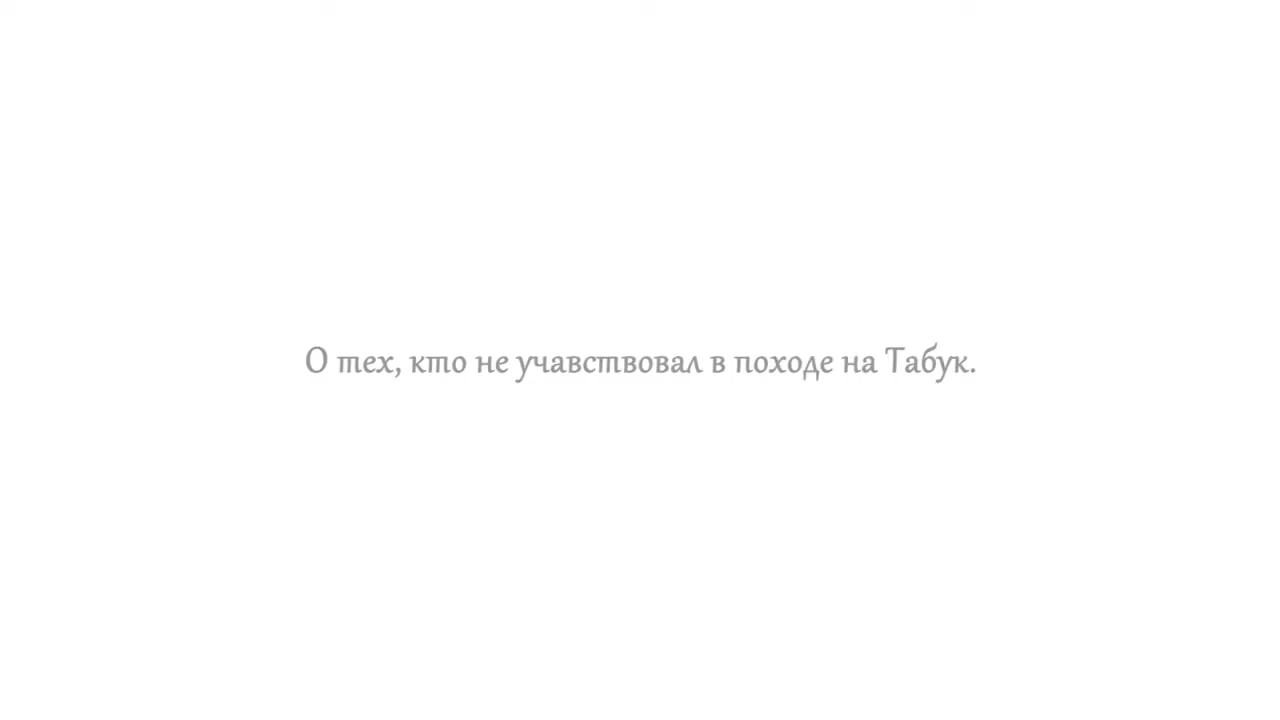 О тех, кто не учавствовал в походе на Табук.